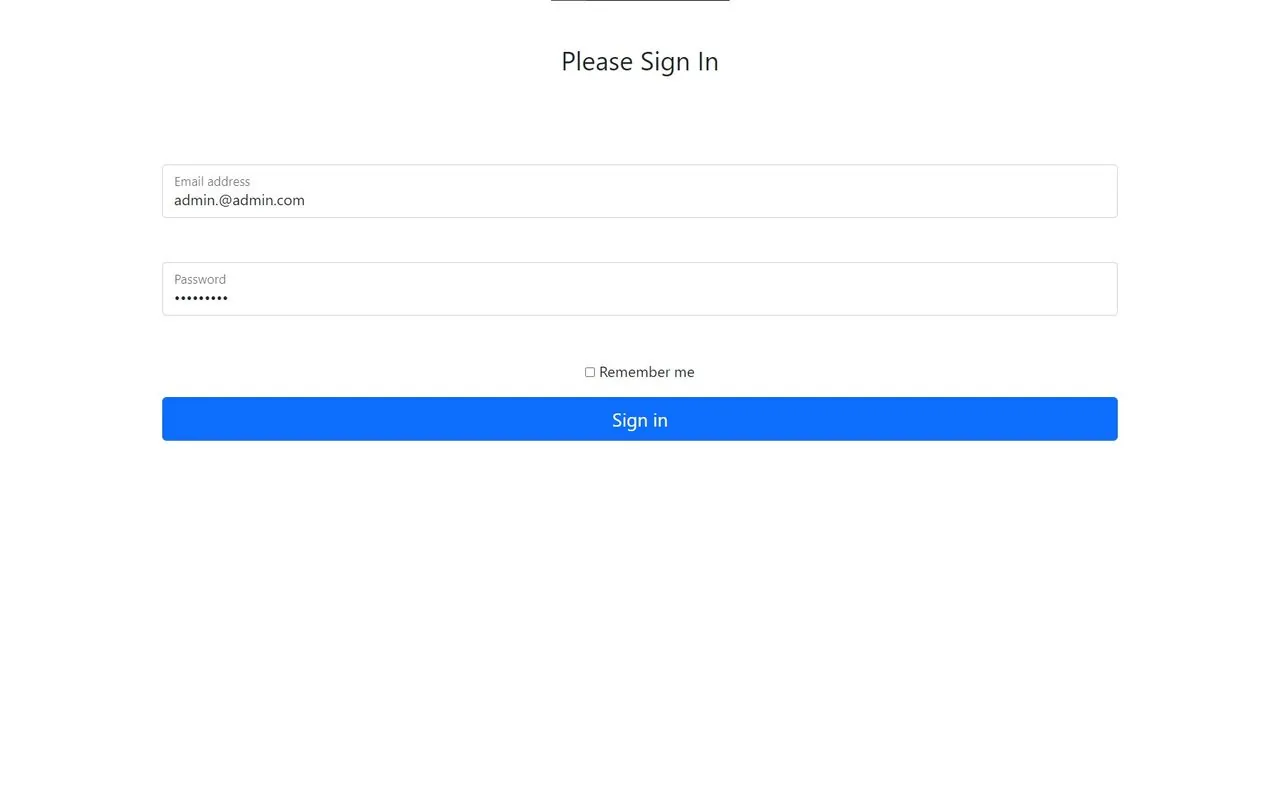 Please Sign In
Email address
admin.@admin.com
Password
•••••••••
Remember me
Sign in